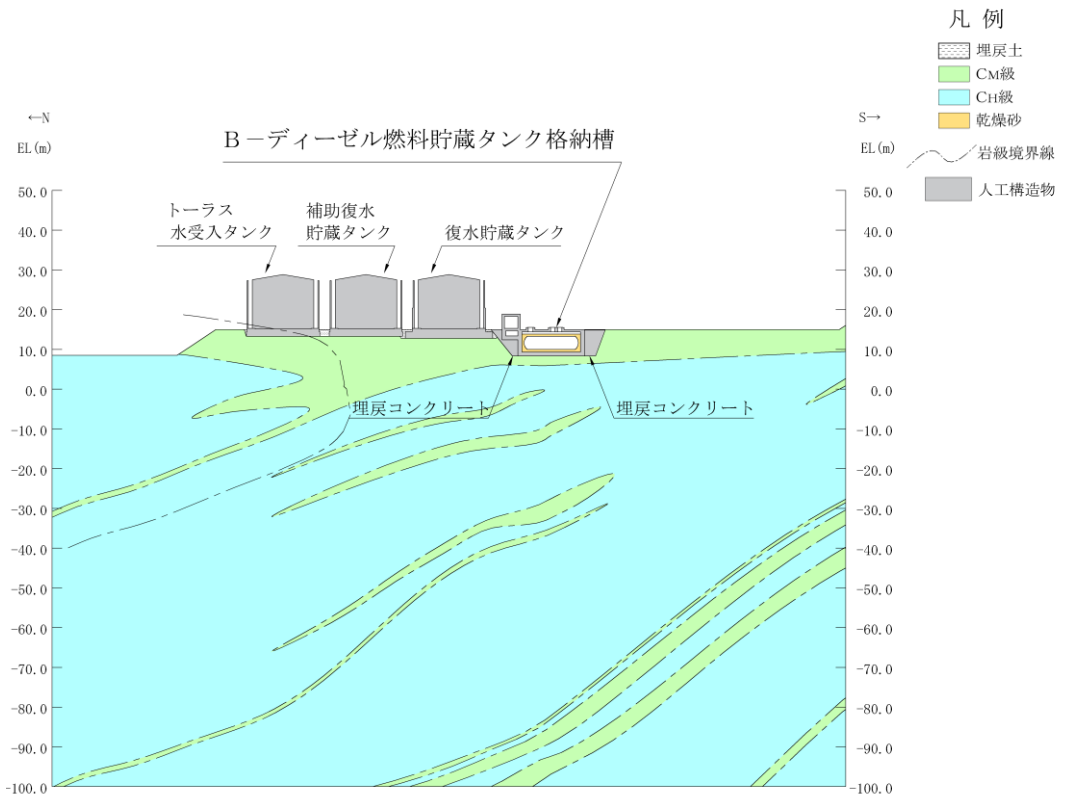 凡 例
埋戻土
CM級
CH級
乾燥砂
岩級境界線
人工構造物
←N
S→
EL(m)
EL(m)
B－ディーゼル燃料貯蔵タンク格納槽
トーラス
水受入タンク
補助復水
貯蔵タンク
復水貯蔵タンク
埋戻コンクリート
埋戻コンクリート
50.0
40.0
30.0
20.0
10.0
0.0
-10.0
-20.0
-30.0
-40.0
-50.0
-60.0
-70.0
-80.0
-90.0
-100.0
50.0
40.0
30.0
20.0
10.0
0.0
-10.0
-20.0
-30.0
-40.0
-50.0
-60.0
-70.0
-80.0
-90.0
-100.0